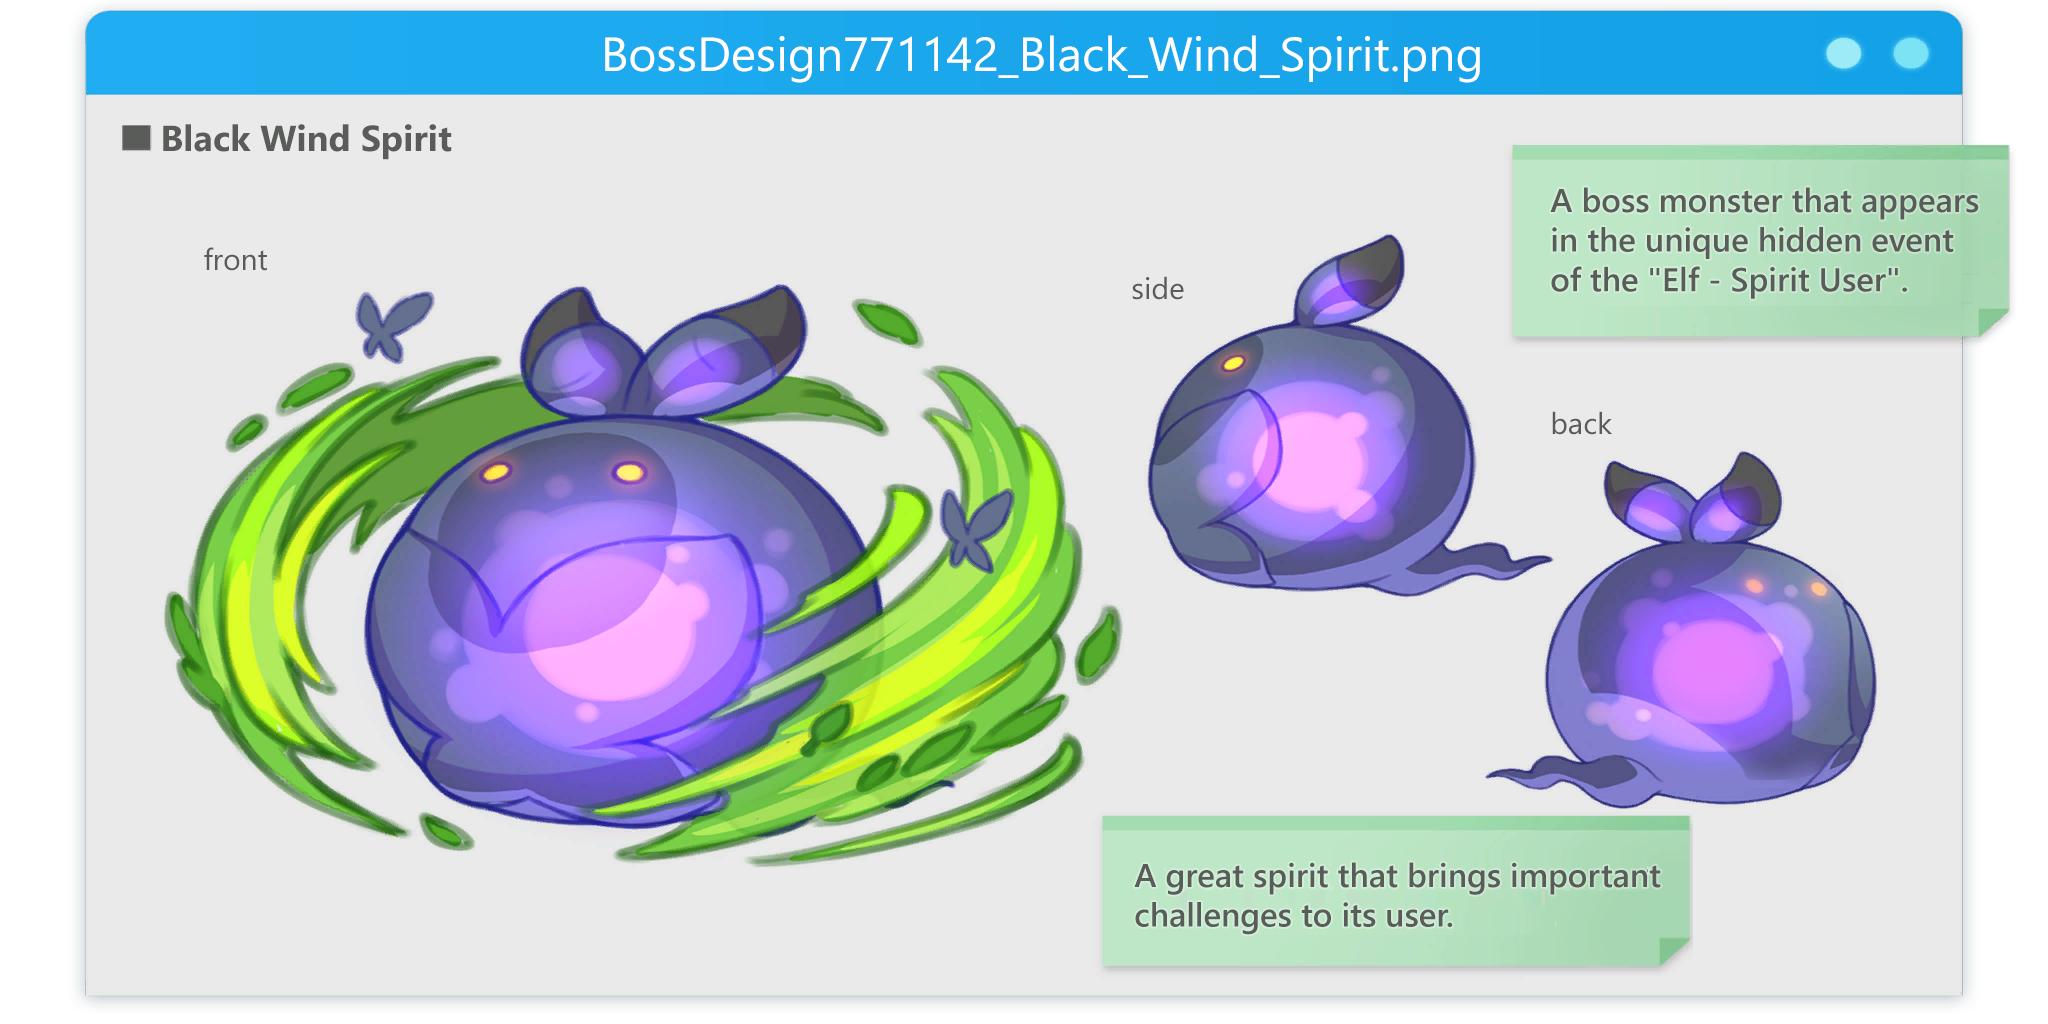 BossDesign771142_Black_Wind_Spirit.png
Black Wind Spirit
front
side
A boss monster that appears
in the unique hidden event
of the "Elf - Spirit User".
back
A great spirit that brings important
challenges to its user.